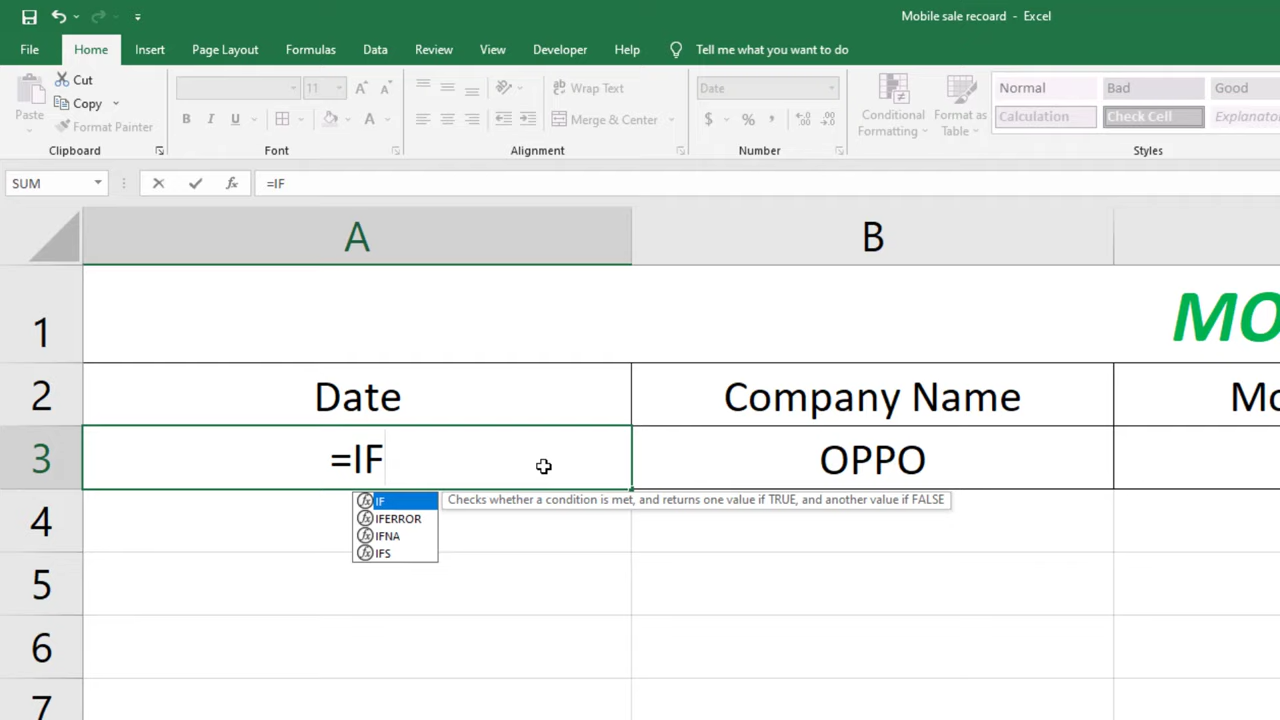 Mobile sale recoard - Excel
File Home Insert Page Layout Formulas Data Review View Developer Help Tell me what you want to do
Cut
11
Wrap Text
Date
Normal Bad Good
Paste
Copy
Conditional Formatting
Format as Table
Format Painter
B I U
A
Merge & Center
$ % ,
Calculation Check Cell
Clipboard Font Alignment Number Styles
SUM
fx
=IF
A B
1
MO
2 Date Company Name
3 =IF OPPO
IF Checks whether a condition is met, and returns one value if TRUE, and another value if FALSE
IFERROR
4
IFNA
IFS
5
6
7